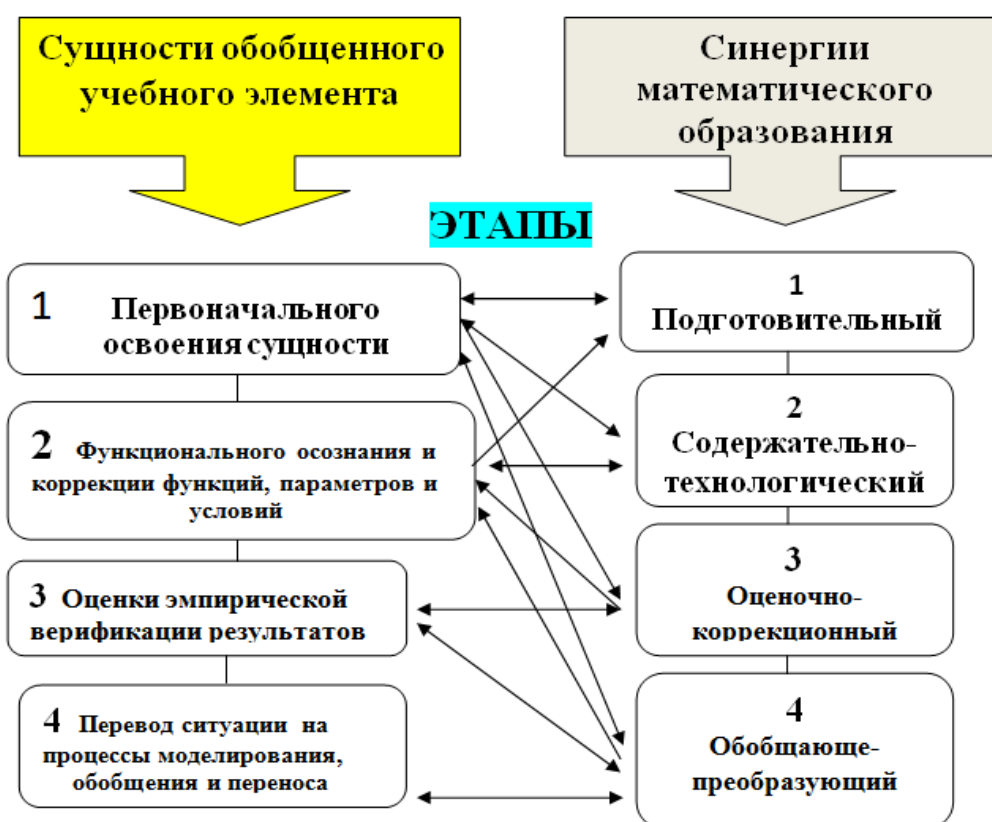 Сущности обобщенного
учебного элемента
Синергии
математического
образования
ЭТАПЫ
1 Первоначального
освоения сущности
2 Функционального осознания и
коррекции функций, параметров и
условий
3 Оценки эмпирической
верификации результатов
4 Перевод ситуации на
процессы моделирования,
обобщения и переноса
1
Подготовительный
2
Содержательно-
технологический
3
Оценочно-
коррекционный
4
Обобщающе-
преобразующий